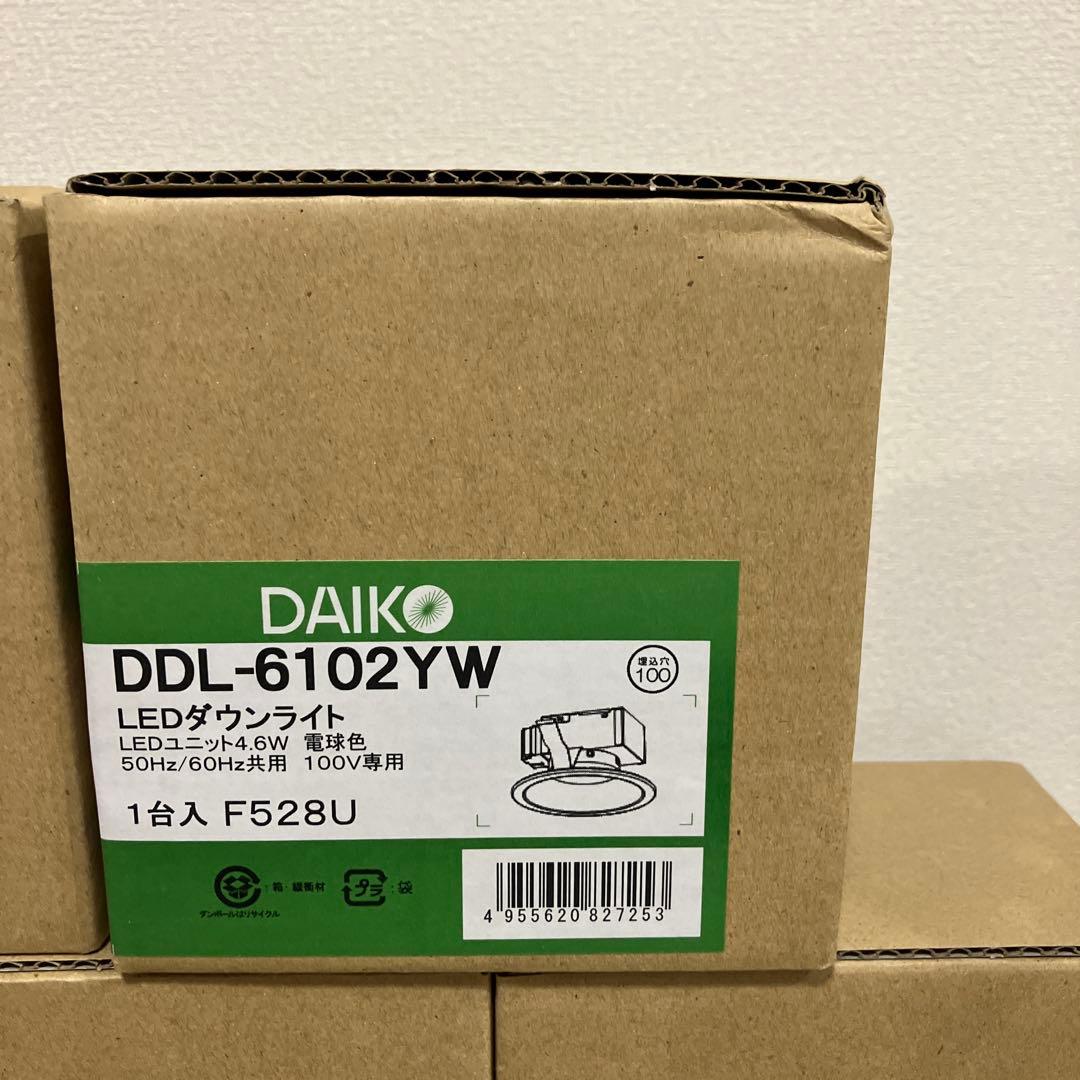 DAIKO
DDL-6102YW
埋込穴
100
LEDダウンライト
LEDユニット4.6W 電球色
50Hz/60Hz共用 100V専用
1台入 F528U
:箱・緩衝材
プラ :袋
ダンボールはリサイクル
4 955620 827253